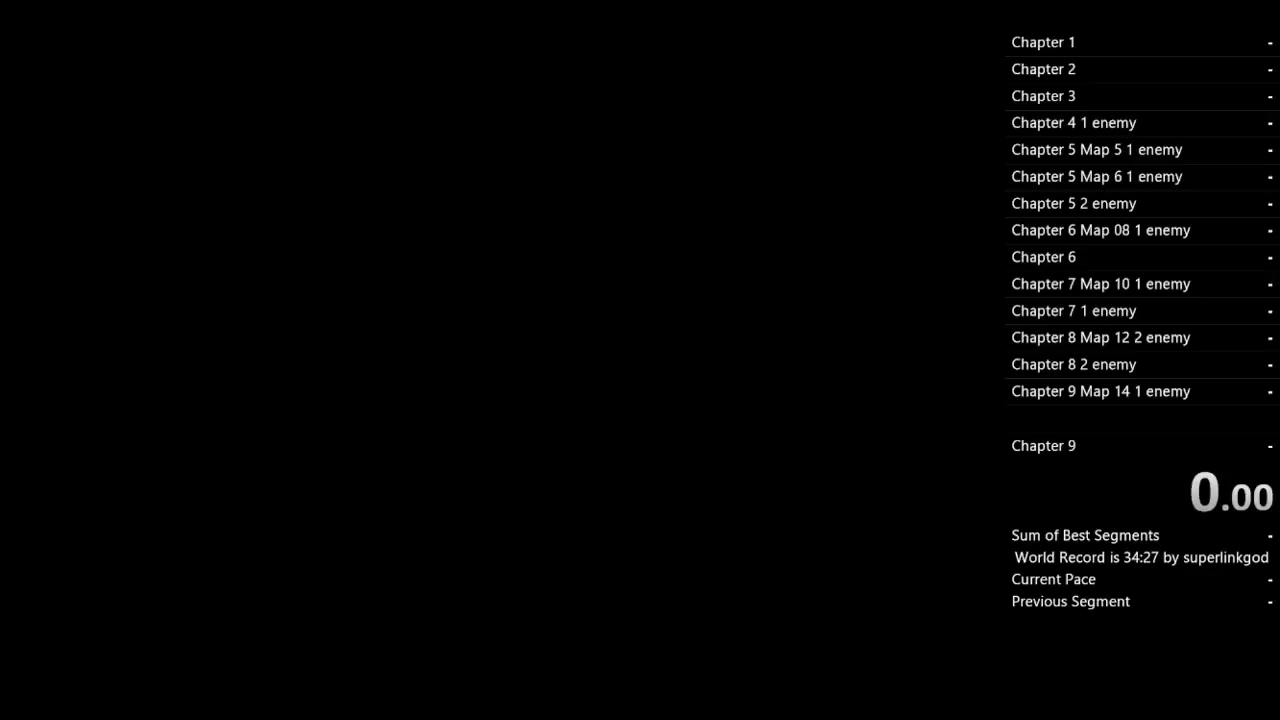 Chapter 1 -
Chapter 2 -
Chapter 3 -
Chapter 4 1 enemy -
Chapter 5 Map 5 1 enemy -
Chapter 5 Map 6 1 enemy -
Chapter 5 2 enemy -
Chapter 6 Map 08 1 enemy -
Chapter 6 -
Chapter 7 Map 10 1 enemy -
Chapter 7 1 enemy -
Chapter 8 Map 12 2 enemy -
Chapter 8 2 enemy -
Chapter 9 Map 14 1 enemy -
Chapter 9 -
0.00
Sum of Best Segments -
World Record is 34:27 by superlinkgod
Current Pace -
Previous Segment -